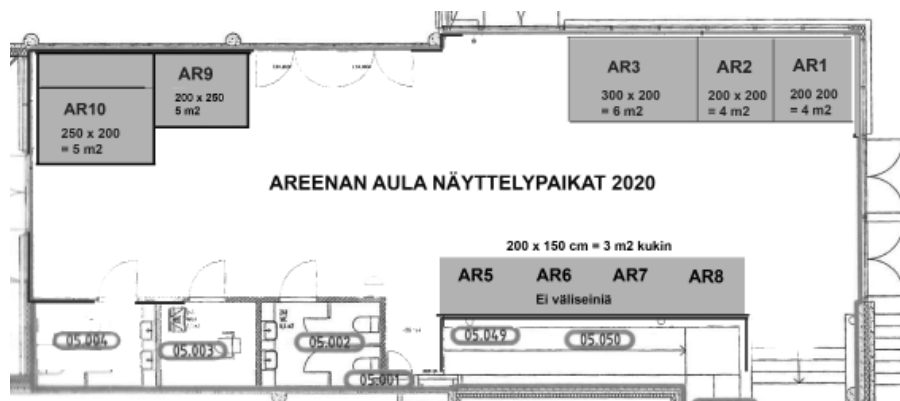 AR9
200 x 250
5 m2
AR10
250 x 200
= 5 m2
AR3
300 x 200
= 6 m2
AR2
200 x 200
= 4 m2
AR1
200 200
= 4 m2
AREENAN AULA NÄYTTELYPAIKAT 2020
200 x 150 cm = 3 m2 kukin
AR5 AR6 AR7 AR8
Ei väliseiniä
05.004
05.003
05.002
05.001
05.049
05.050